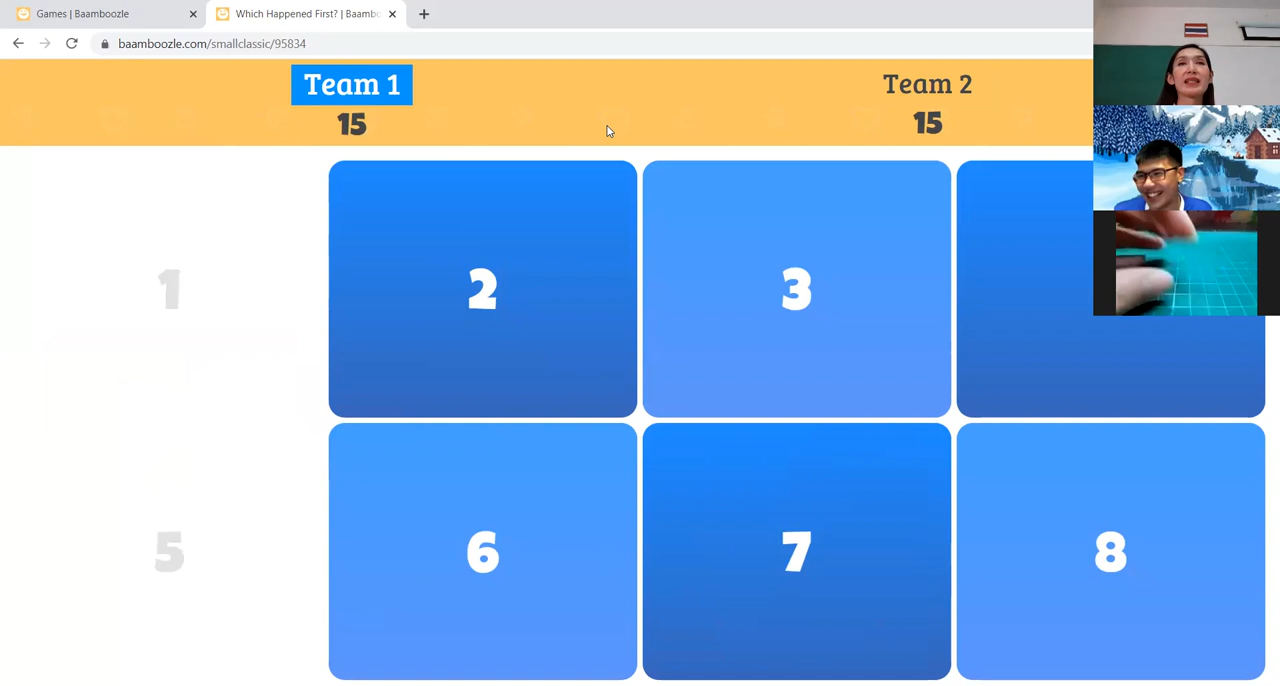 Games | Baamboozle
Which Happened First? | Baambo
baamboozle.com/smallclassic/95834
Team 1
15
Team 2
15
1
2
3
5
6
7
8